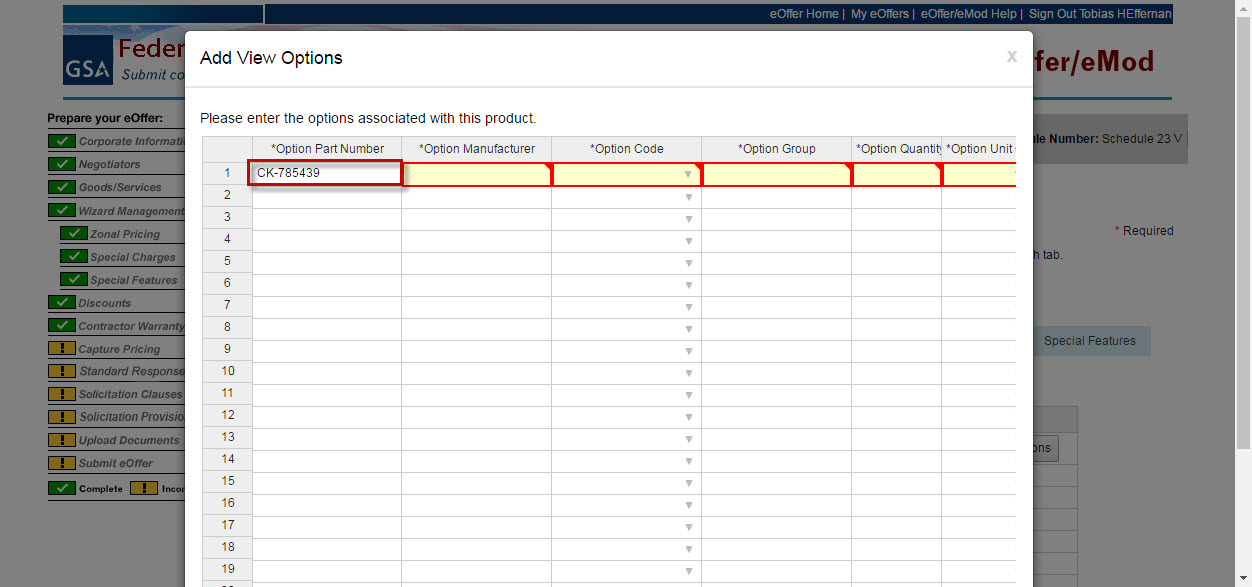 eOffer Home | My eOffers | eOffer/eMod Help | Sign Out Tobias HEffernan
GSA
Feder
Submit co
fer/eMod
Add View Options
X
Please enter the options associated with this product.
*Option Part Number *Option Manufacturer *Option Code *Option Group *Option Quantity *Option Unit
1 CK-785439
2
3
4
5
6
7
8
9
10
11
12
13
14
15
16
17
18
19
Prepare your eOffer:
Corporate Informati
Negotiators
Goods/Services
Wizard Management
Zonal Pricing
Special Charges
Special Features
Discounts
Contractor Warranty
Capture Pricing
Standard Response
Solicitation Clauses
Solicitation Provisio
Upload Documents
Submit eOffer
Complete Incor
le Number: Schedule 23 V
* Required
h tab.
Special Features
ons